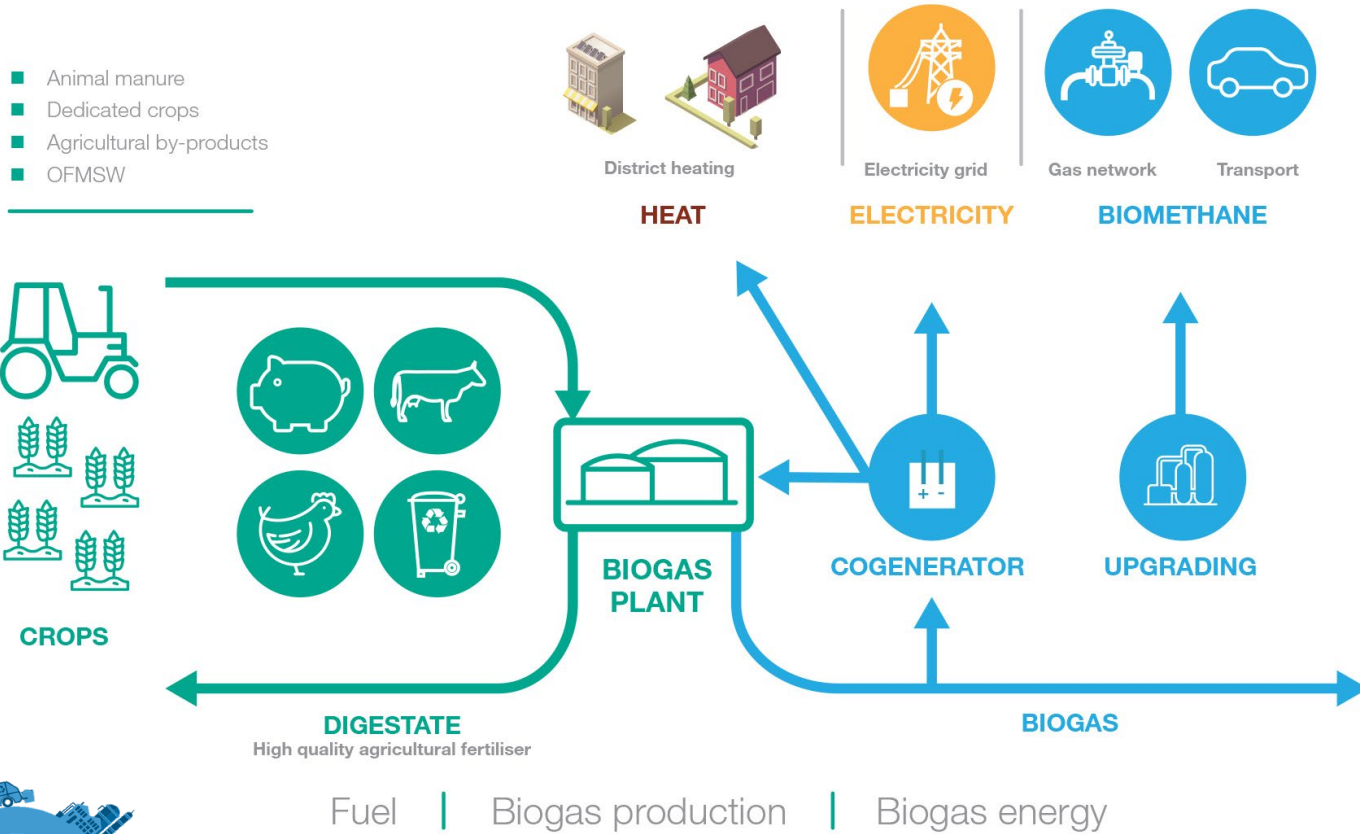 Animal manure
Dedicated crops
Agricultural by-products
OFMSW
District heating
HEAT
Electricity grid
ELECTRICITY
Gas network
Transport
BIOMETHANE
CROPS
BIOGAS
PLANT
+ -
COGENERATOR
UPGRADING
DIGESTATE
High quality agricultural fertiliser
BIOGAS
Fuel | Biogas production | Biogas energy